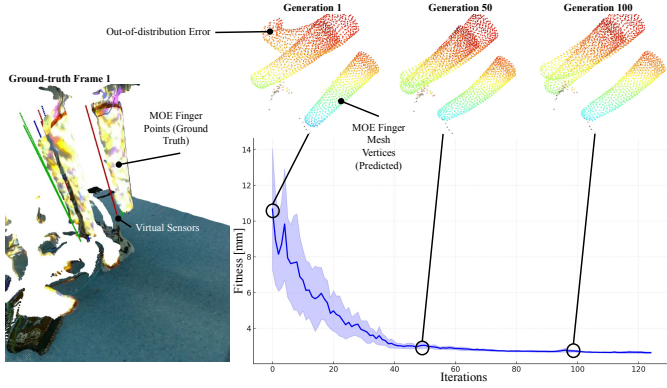 Generation 1
Generation 50
Generation 100
Out-of-distribution Error
Ground-truth Frame 1
MOE Finger
Points (Ground
Truth)
Virtual Sensors
MOE Finger
Mesh
Vertices
(Predicted)
Fitness [mm]
14
12
10
8
6
4
0
20
40
60
80
100
120
Iterations